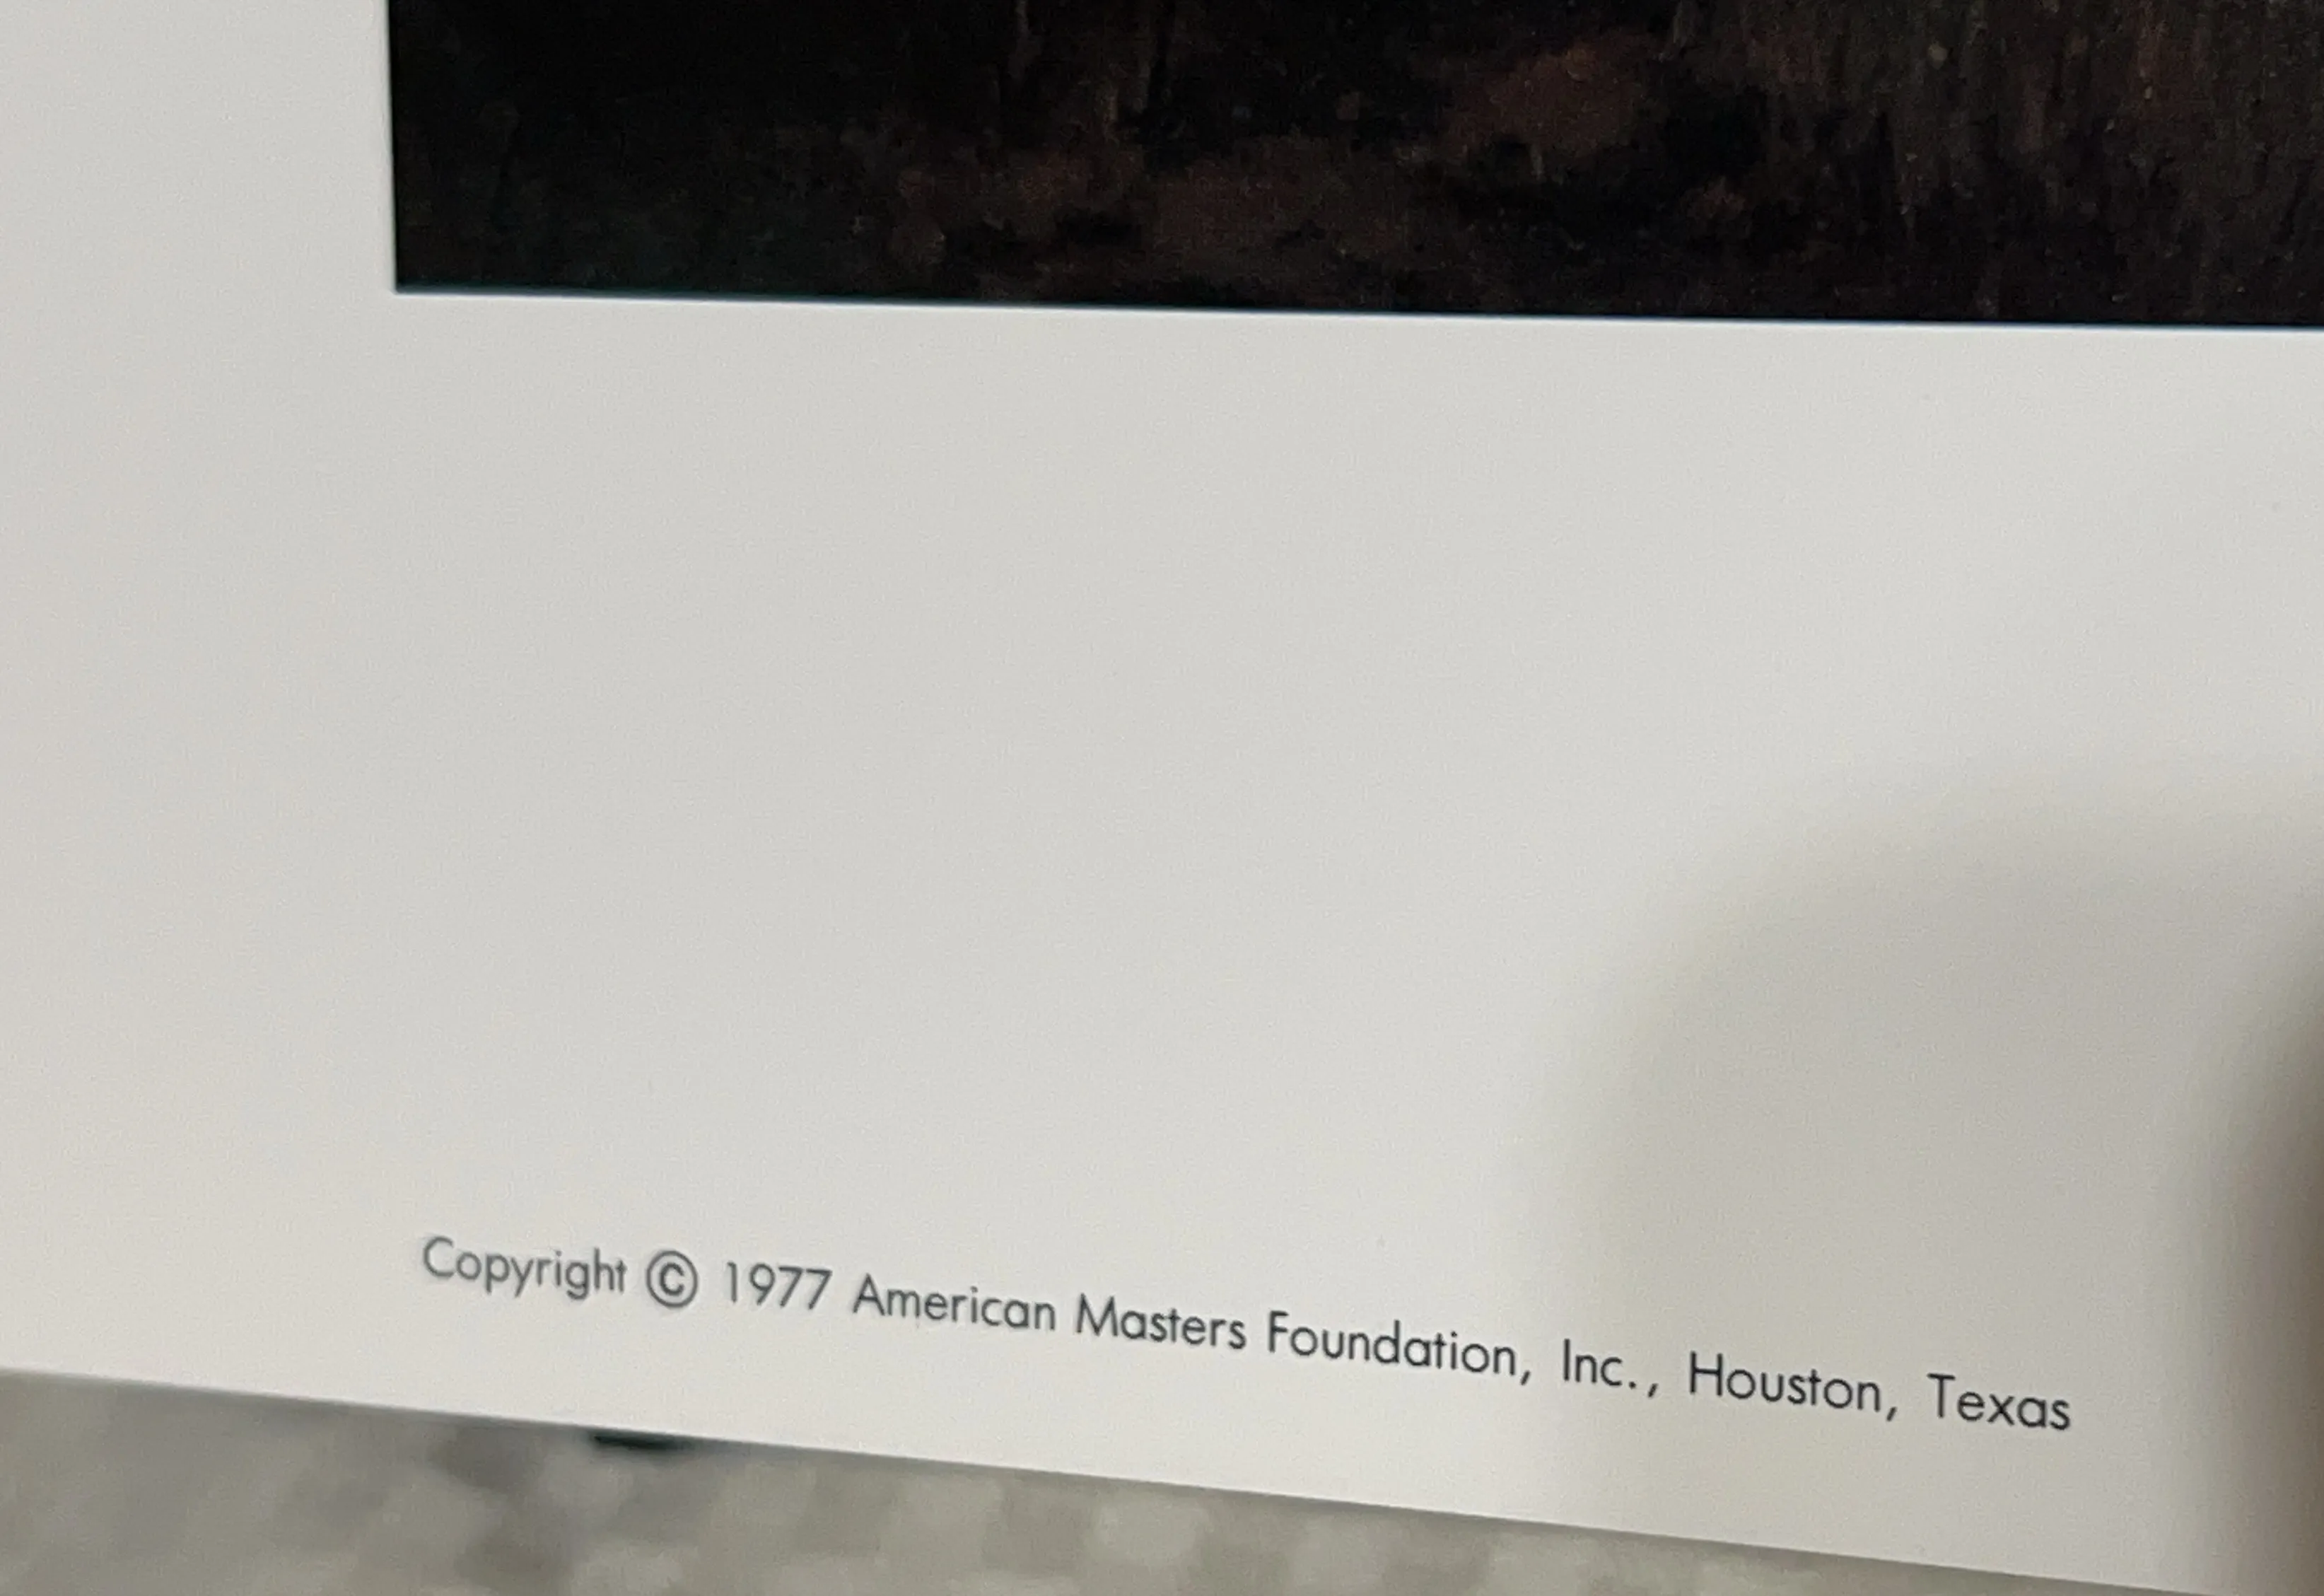 Copyright © 1977 American Masters Foundation, Inc., Houston, Texas